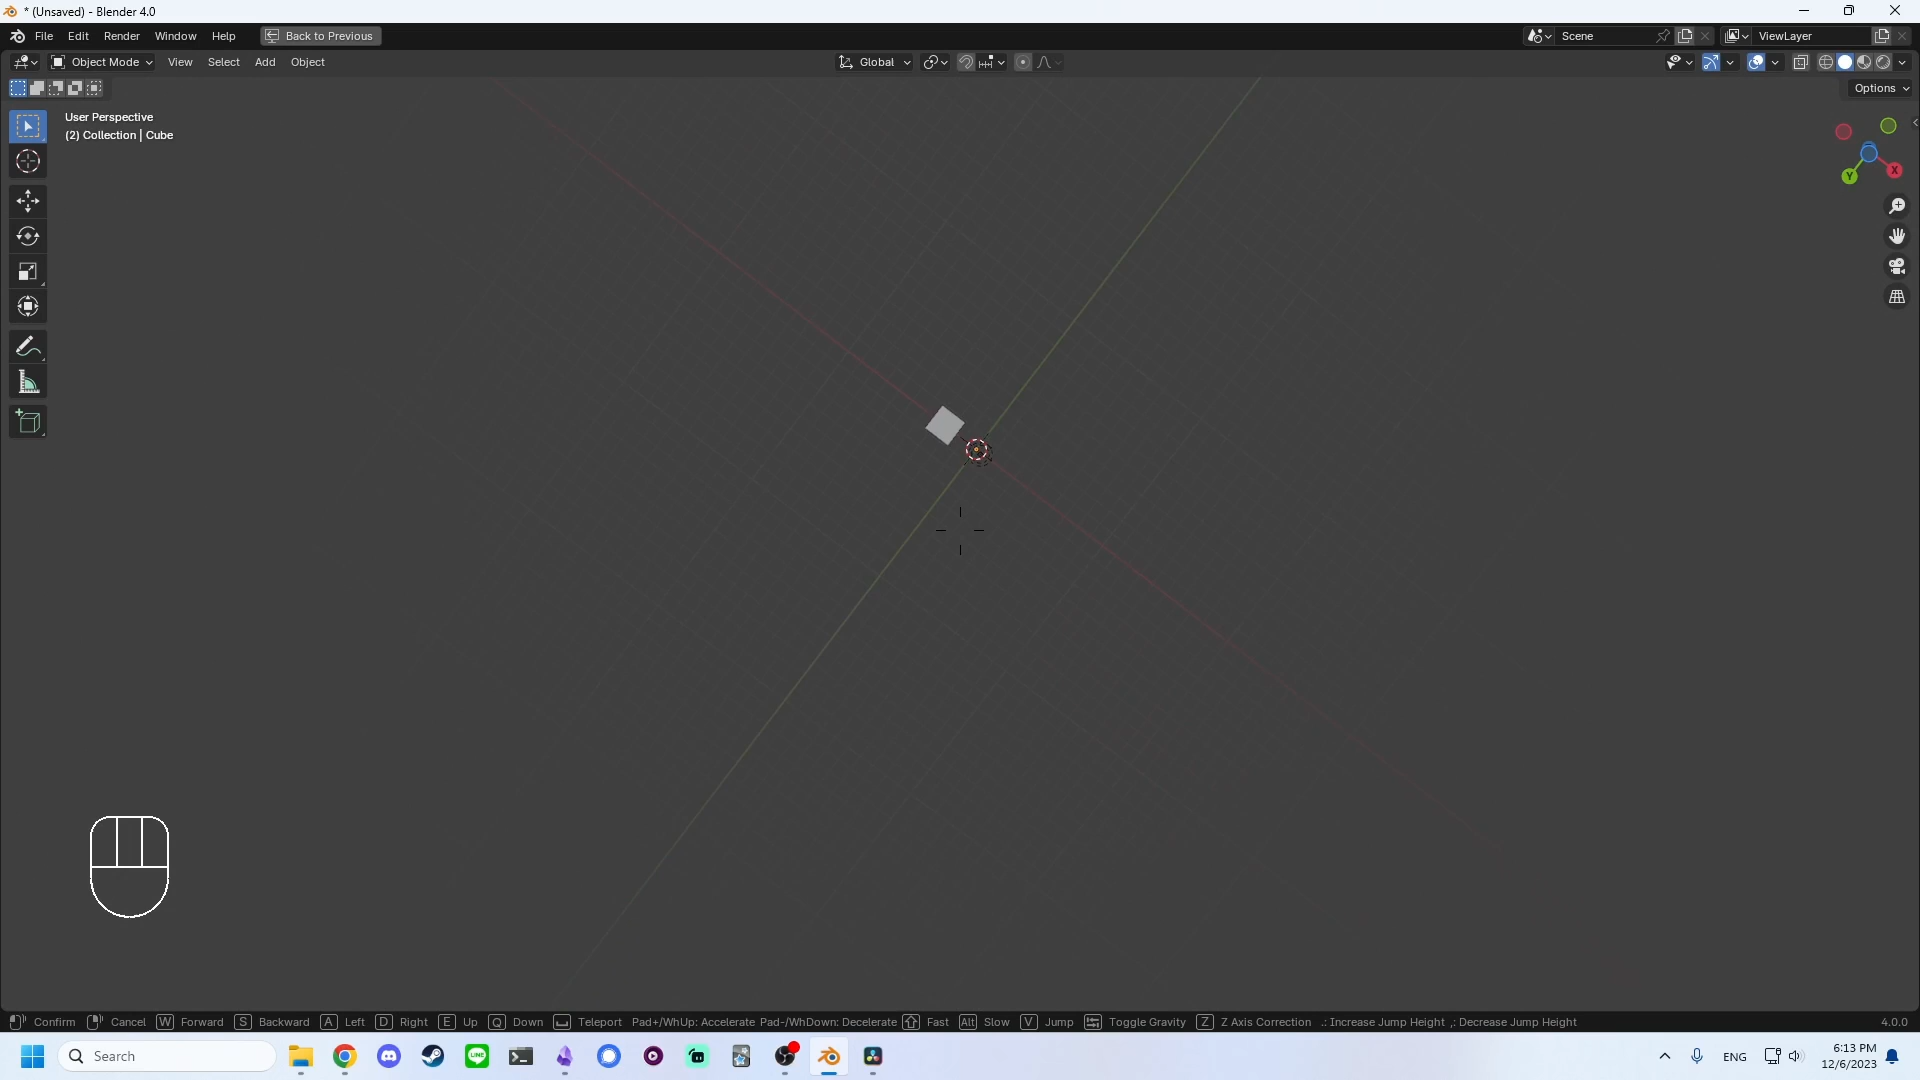 * (Unsaved) - Blender 4.0
File Edit Render Window Help Back to Previous Scene ViewLayer
Object Mode View Select Add Object Global
Options
User Perspective
(2) Collection | Cube
X
Y
Confirm Cancel W Forward S Backward A Left D Right E Up Q Down Teleport Pad+/WhUp: Accelerate Pad-/WhDown: Decelerate Fast Alt Slow V Jump Toggle Gravity Z Z Axis Correction .: Increase Jump Height ,: Decrease Jump Height 4.0.0
Search LINE ENG 6:13 PM
12/6/2023